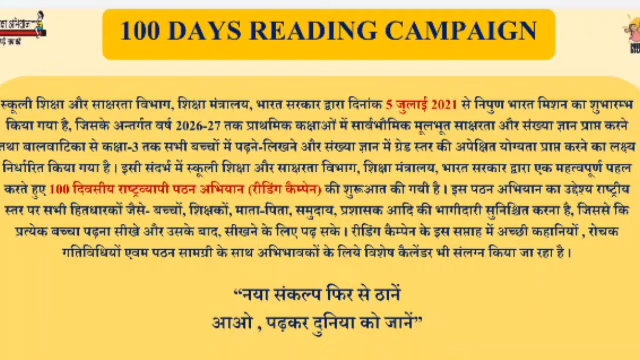 100 DAYS READING CAMPAIGN
स्कूली शिक्षा और साक्षरता विभाग, शिक्षा मंत्रालय, भारत सरकार द्वारा दिनांक 5 जुलाई 2021 से निपुण भारत मिशन का शुभारम्भ
किया गया है, जिसके अन्तर्गत वर्ष 2026-27 तक प्राथमिक कक्षाओं में सार्वभौमिक मूलभूत साक्षरता और संख्या ज्ञान प्राप्त करने
तथा बालवाटिका से कक्षा-3 तक सभी बच्चों में पढ़ने-लिखने और संख्या ज्ञान में ग्रेड स्तर की अपेक्षित योग्यता प्राप्त करने का लक्ष्य
निर्धारित किया गया है। इसी संदर्भ में स्कूली शिक्षा और साक्षरता विभाग, शिक्षा मंत्रालय, भारत सरकार द्वारा एक महत्वपूर्ण पहल
करते हुए 100 दिवसीय राष्ट्रव्यापी पठन अभियान (रीडिंग कैम्पेन) की शुरूआत की गयी है। इस पठन अभियान का उद्देश्य राष्ट्रीय
स्तर पर सभी हितधारकों जैसे- बच्चों, शिक्षकों, माता-पिता, समुदाय, प्रशासक आदि की भागीदारी सुनिश्चित करना है, जिससे कि
प्रत्येक बच्चा पढ़ना सीखे और उसके बाद, सीखने के लिए पढ़ सके। रीडिंग कैम्पेन के इस सप्ताह में अच्छी कहानियों , रोचक
गतिविधियों एवम पठन सामग्री के साथ अभिभावकों के लिये विशेष कैलेंडर भी संलग्न किया जा रहा है।
“नया संकल्प फिर से ठानें
आओ , पढ़कर दुनिया को जानें”